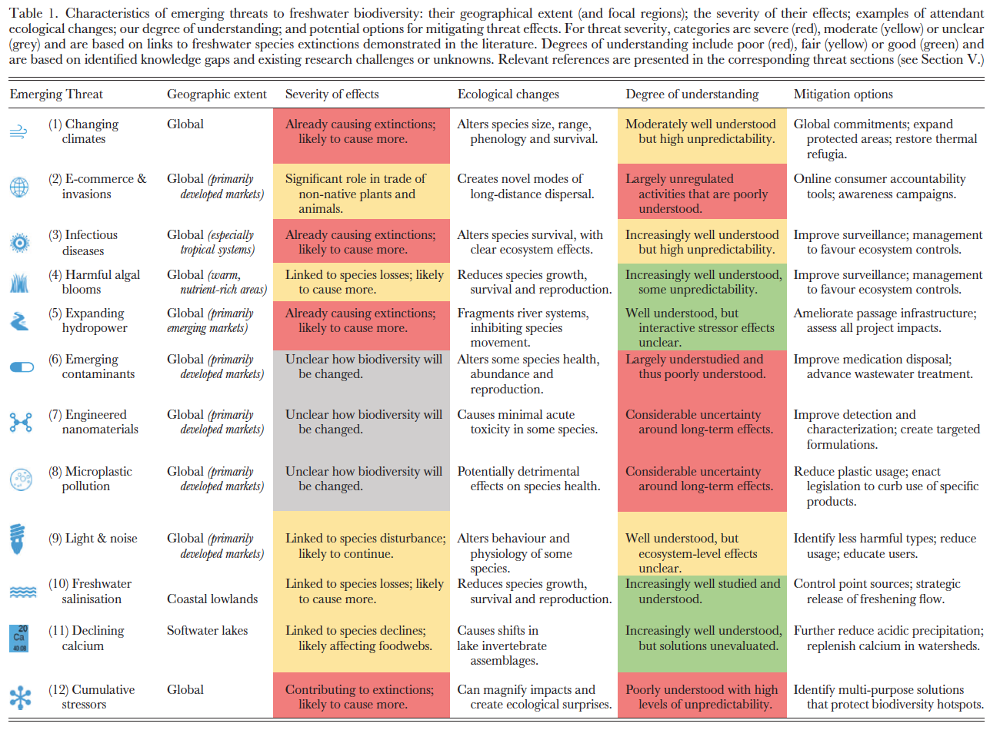 Table 1. Characteristics of emerging threats to freshwater biodiversity: their geographical extent (and focal regions); the severity of their effects; examples of attendant
ecological changes; our degree of understanding; and potential options for mitigating threat effects. For threat severity, categories are severe (red), moderate (yellow) or unclear
(grey) and are based on links to freshwater species extinctions demonstrated in the literature. Degrees of understanding include poor (red), fair (yellow) or good (green) and
are based on identified knowledge gaps and existing research challenges or unknowns. Relevant references are presented in the corresponding threat sections (see Section V.)
Emerging Threat
Geographic extent
Severity of effects
Ecological changes
Degree of understanding
Mitigation options
(1) Changing
climates
Global
Already causing extinctions;
likely to cause more.
Alters species size, range,
phenology and survival.
Moderately well understood
but high unpredictability.
Global commitments; expand
protected areas; restore thermal
refugia.
(2) E-commerce &
invasions
Global (primarily
developed markets)
Significant role in trade of
non-native plants and
animals.
Creates novel modes of
long-distance dispersal.
Largely unregulated
activities that are poorly
understood.
Online consumer accountability
tools; awareness campaigns.
(3) Infectious
diseases
Global (especially
tropical systems)
Already causing extinctions;
likely to cause more.
Alters species survival, with
clear ecosystem effects.
Increasingly well understood
but high unpredictability.
Improve surveillance; management
to favour ecosystem controls.
(4) Harmful algal
blooms
Global (warm,
nutrient-rich areas)
Linked to species losses; likely
to cause more.
Reduces species growth,
survival and reproduction.
Increasingly well understood,
some unpredictability.
Improve surveillance; management
to favour ecosystem controls.
(5) Expanding
hydropower
Global (primarily
emerging markets)
Already causing extinctions;
likely to cause more.
Fragments river systems,
inhibiting species
movement.
Well understood, but
interactive stressor effects
unclear.
Ameliorate passage infrastructure;
assess all project impacts.
(6) Emerging
contaminants
Global (primarily
developed markets)
Unclear how biodiversity will
be changed.
Alters some species health,
abundance and
reproduction.
Largely understudied and
thus poorly understood.
Improve medication disposal;
advance wastewater treatment.
(7) Engineered
nanomaterials
Global (primarily
developed markets)
Unclear how biodiversity will
be changed.
Causes minimal acute
toxicity in some species.
Considerable uncertainty
around long-term effects.
Improve detection and
characterization; create targeted
formulations.
(8) Microplastic
pollution
Global (primarily
developed markets)
Unclear how biodiversity will
be changed.
Potentially detrimental
effects on species health.
Considerable uncertainty
around long-term effects.
Reduce plastic usage; enact
legislation to curb use of specific
products.
(9) Light & noise
Global (primarily
developed markets)
Linked to species disturbance;
likely to continue.
Alters behaviour and
physiology of some
species.
Well understood, but
ecosystem-level effects
unclear.
Identify less harmful types; reduce
usage; educate users.
(10) Freshwater
salinisation
Coastal lowlands
Linked to species losses; likely
to cause more.
Reduces species growth,
survival and reproduction.
Increasingly well studied and
understood.
Control point sources; strategic
release of freshening flow.
20
Ca
40.08
(11) Declining
calcium
Softwater lakes
Linked to species declines;
likely affecting foodwebs.
Causes shifts in
lake invertebrate
assemblages.
Increasingly well understood,
but solutions unevaluated.
Further reduce acidic precipitation;
replenish calcium in watersheds.
(12) Cumulative
stressors
Global
Contributing to extinctions;
likely to cause more.
Can magnify impacts and
create ecological surprises.
Poorly understood with high
levels of unpredictability.
Identify multi-purpose solutions
that protect biodiversity hotspots.